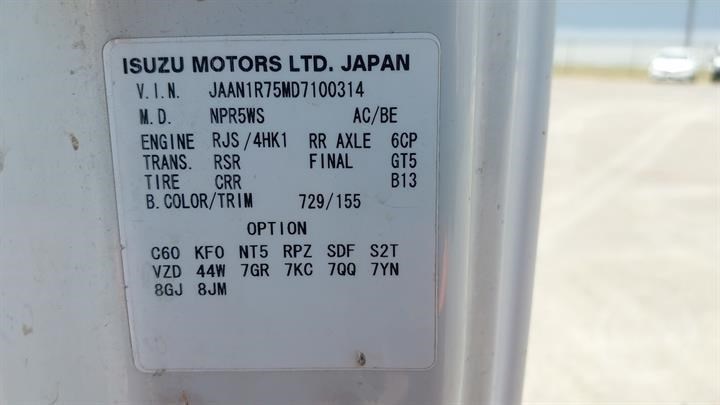 ISUZU MOTORS LTD. JAPAN
V.I.N. JAAN1R75MD7100314
M.D. NPR5WS AC/BE
ENGINE RJS/4HK1 RR AXLE 6CP
TRANS. RSR FINAL GT5
TIRE CRR B13
B.COLOR/TRIM 729/155
OPTION
C60 KF0 NT5 RPZ SDF S2T
VZD 44W 7GR 7KC 7QQ 7YN
8GJ 8JM